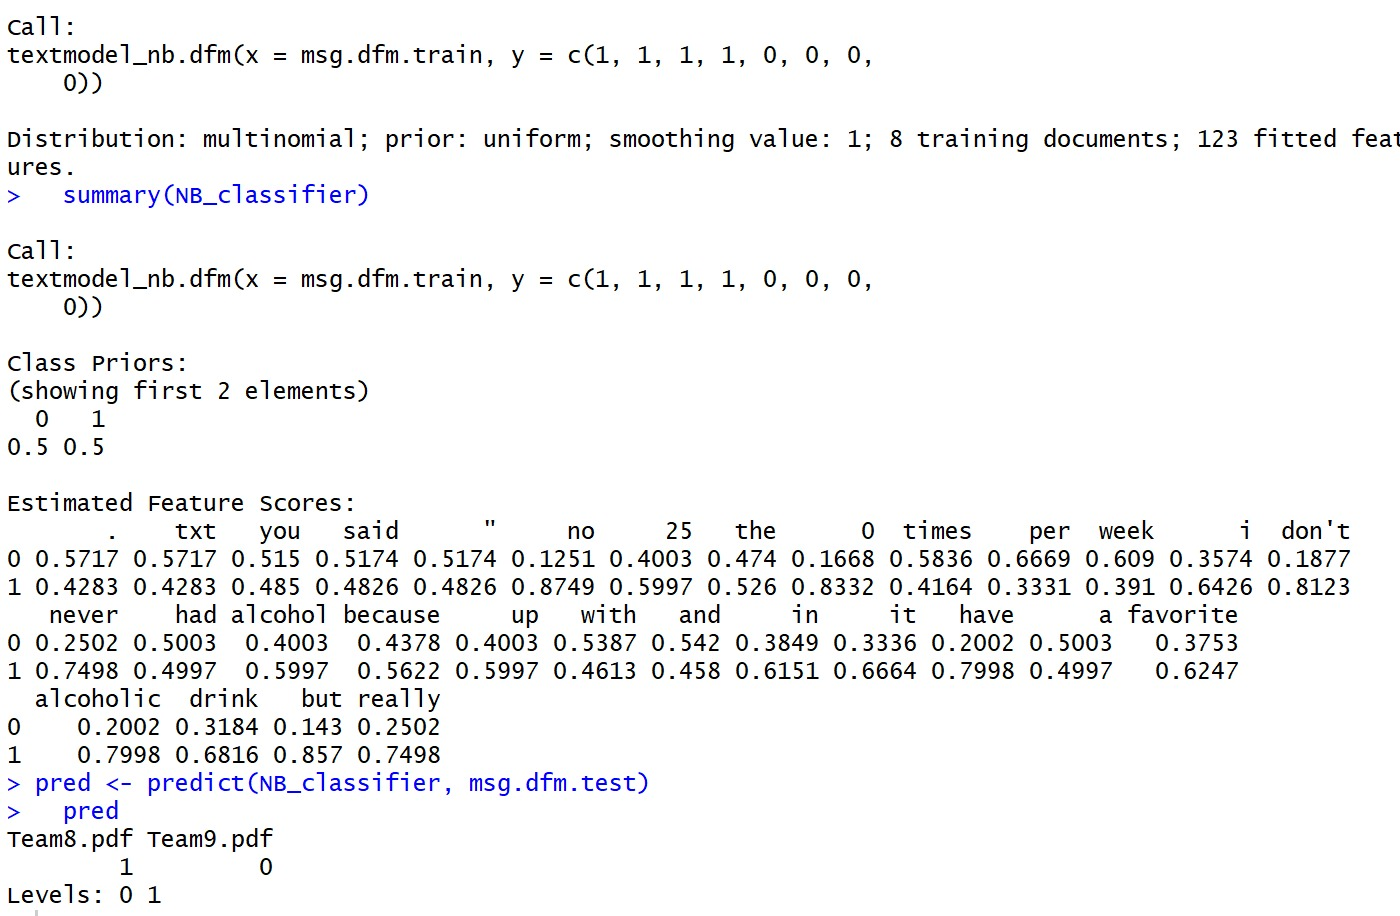 Call:
textmodel_nb.dfm(x = msg.dfm.train, y = c(1, 1, 1, 1, 0, 0, 0,
    0))
Distribution: multinomial; prior: uniform; smoothing value: 1; 8 training documents; 123 fitted feat
ures.
>   summary(NB_classifier)
Call:
textmodel_nb.dfm(x = msg.dfm.train, y = c(1, 1, 1, 1, 0, 0, 0,
    0))
Class Priors:
(showing first 2 elements)
  0   1
0.5 0.5
Estimated Feature Scores:
       .    txt   you   said      "     no     25   the      0  times    per  week      i  don't
0 0.5717 0.5717 0.515 0.5174 0.5174 0.1251 0.4003 0.474 0.1668 0.5836 0.6669 0.609 0.3574 0.1877
1 0.4283 0.4283 0.485 0.4826 0.4826 0.8749 0.5997 0.526 0.8332 0.4164 0.3331 0.391 0.6426 0.8123
   never    had alcohol because     up   with   and     in     it   have      a favorite
0 0.2502 0.5003  0.4003  0.4378 0.4003 0.5387 0.542 0.3849 0.3336 0.2002 0.5003   0.3753
1 0.7498 0.4997  0.5997  0.5622 0.5997 0.4613 0.458 0.6151 0.6664 0.7998 0.4997   0.6247
  alcoholic  drink   but really
0    0.2002 0.3184 0.143 0.2502
1    0.7998 0.6816 0.857 0.7498
> pred <- predict(NB_classifier, msg.dfm.test)
>   pred
Team8.pdf Team9.pdf
        1         0
Levels: 0 1